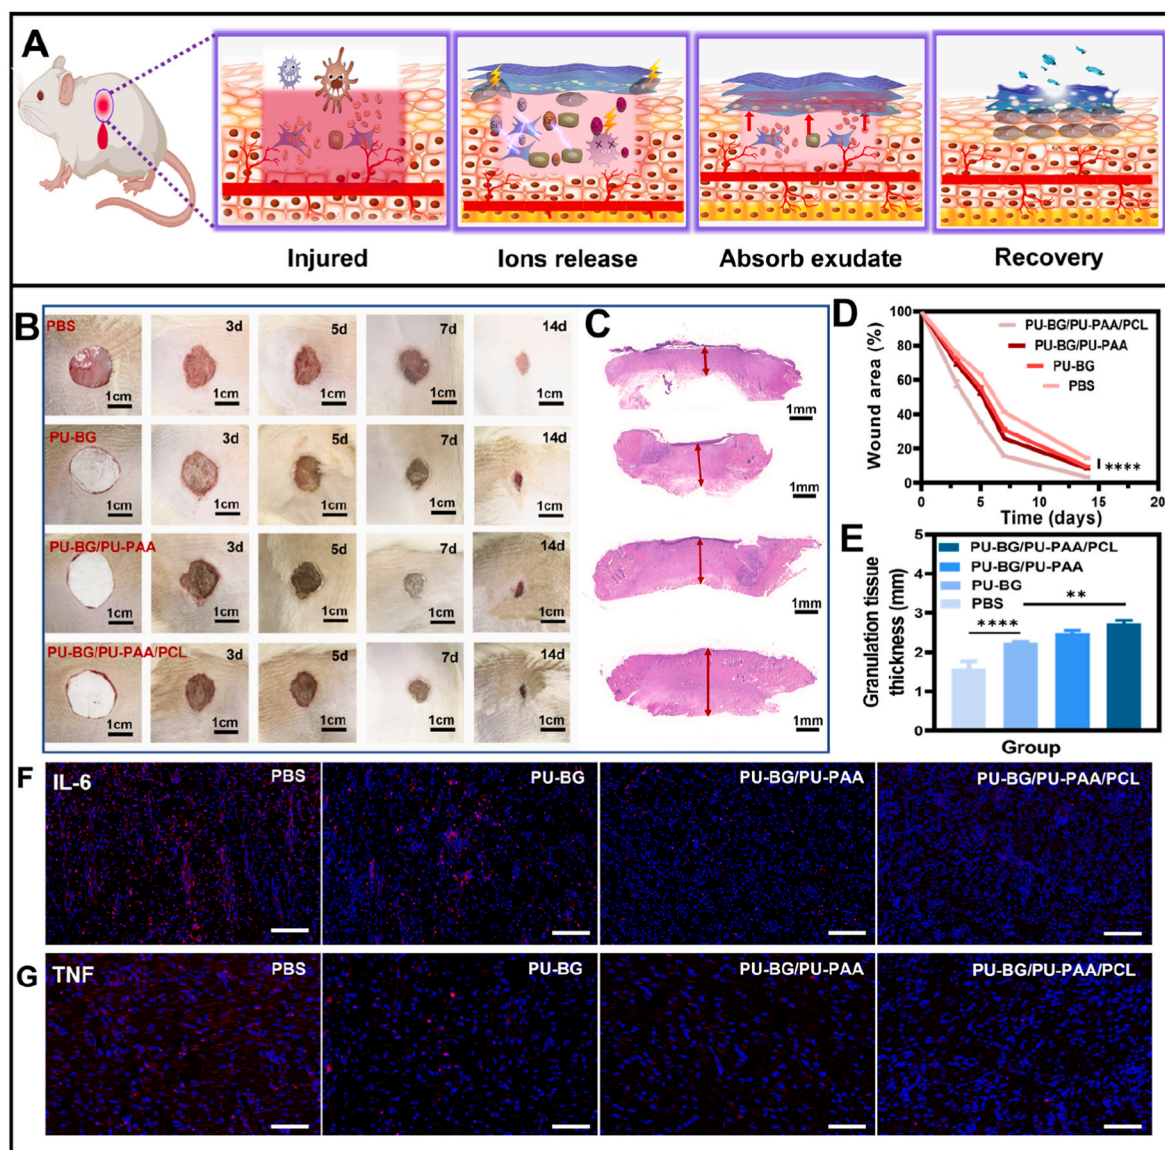 A
Injured
Ions release
Absorb exudate
Recovery
B
PBS
3d
5d
7d
14d
1cm
1cm
1cm
1cm
1cm
PU-BG
3d
5d
7d
14d
1cm
1cm
1cm
1cm
1cm
PU-BG/PU-PAA
3d
5d
7d
14d
1cm
1cm
1cm
1cm
1cm
PU-BG/PU-PAA/PCL
3d
5d
7d
14d
1cm
1cm
1cm
1cm
1cm
C
1mm
1mm
1mm
1mm
D
Wound area (%)
100
80
60
40
20
0
0
5
10
15
20
Time (days)
PU-BG/PU-PAA/PCL
PU-BG/PU-PAA
PU-BG
PBS
I ****
E
Granulation tissue
thickness (mm)
5
4
3
2
1
0
PU-BG/PU-PAA/PCL
PU-BG/PU-PAA
PU-BG
PBS
**
****
Group
F
IL-6
PBS
PU-BG
PU-BG/PU-PAA
PU-BG/PU-PAA/PCL
G
TNF
PBS
PU-BG
PU-BG/PU-PAA
PU-BG/PU-PAA/PCL